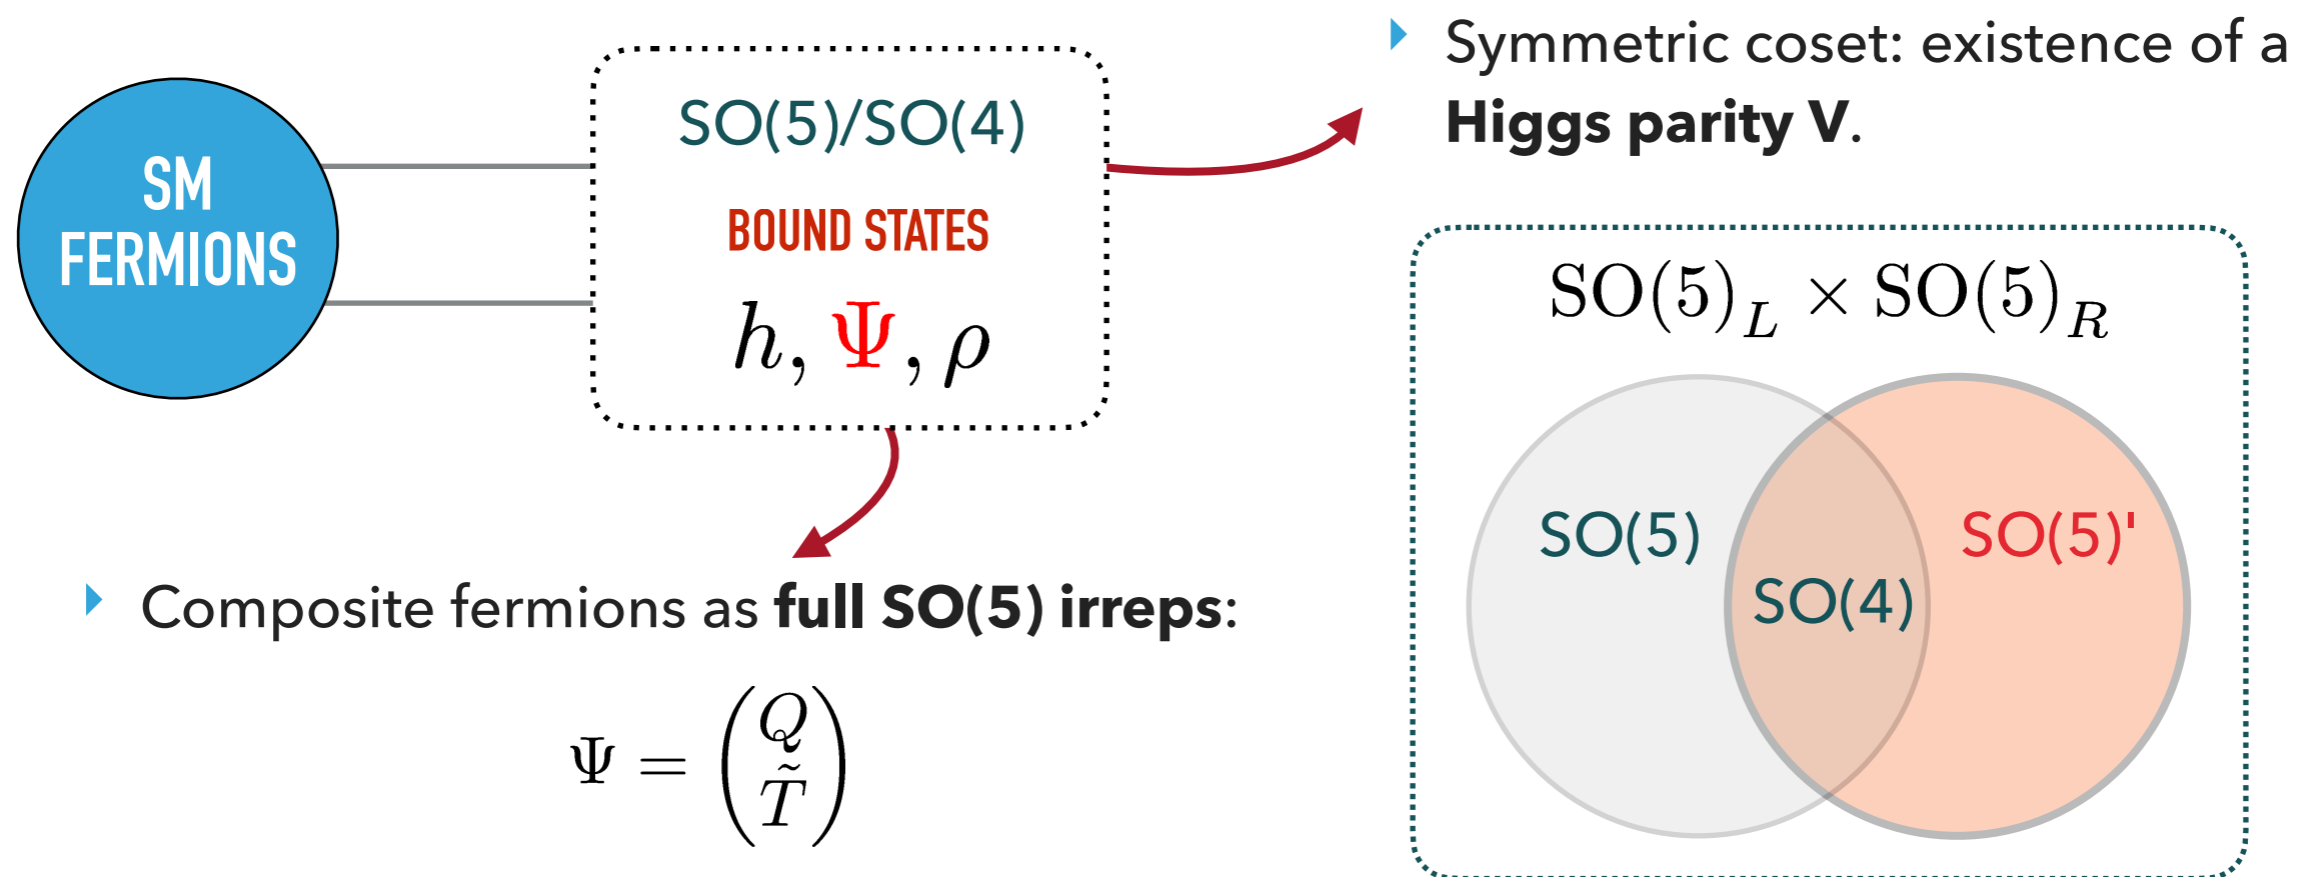 SM
FERMIONS
SO(5)/SO(4)
BOUND STATES
h, Ψ, ρ
Symmetric coset: existence of a
Higgs parity V.
Composite fermions as full SO(5) irreps:
Ψ = (Q
T̃)
SO(5)_L × SO(5)_R
SO(5)
SO(4)
SO(5)'